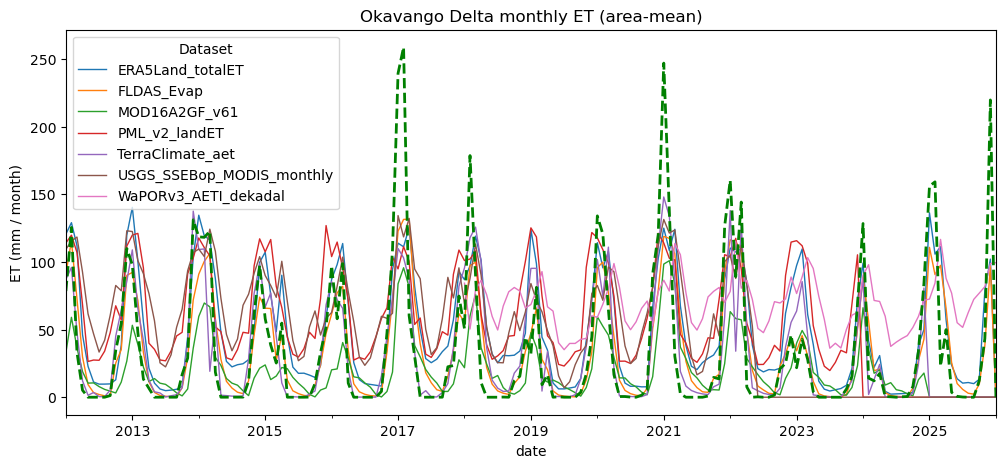 Okavango Delta monthly ET (area-mean)
Dataset
ERA5Land_totalET
FLDAS_Evap
MOD16A2GF_v61
PML_v2_landET
TerraClimate_aet
USGS_SSEBop_MODIS_monthly
WaPORv3_AETI_dekadal
ET (mm / month)
250
200
150
100
50
0
2013
2015
2017
2019
2021
2023
2025
date